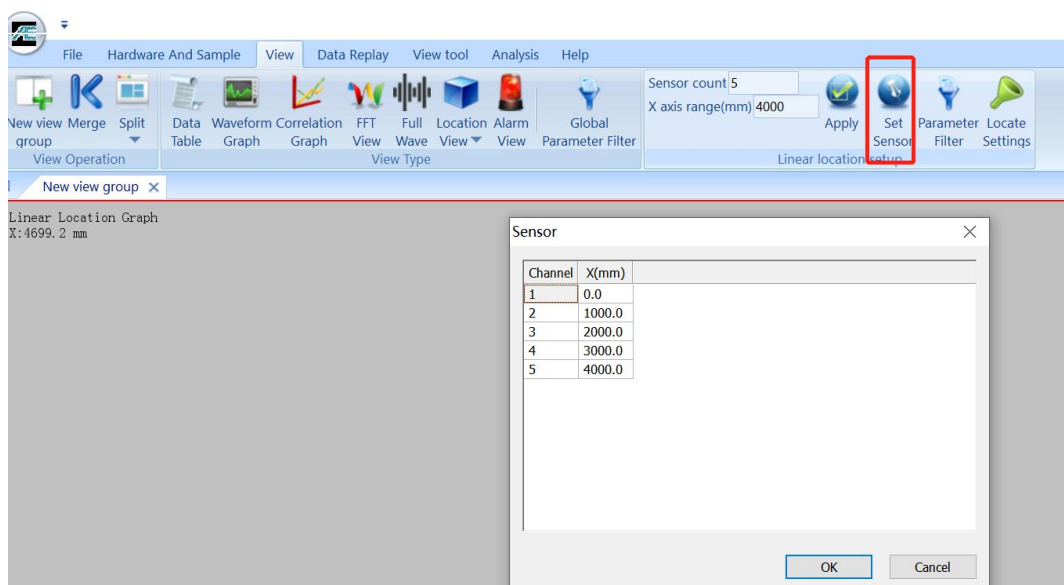 File Hardware And Sample View Data Replay View tool Analysis Help
New view group
Merge
Split
View Operation
Data Table
Waveform Graph
Correlation Graph
FFT View
Full Wave
Location View
Alarm View
Global Parameter Filter
View Type
Sensor count 5
X axis range(mm) 4000
Apply
Set Sensor
Parameter Filter
Locate Settings
Linear location setup
New view group
Linear Location Graph
X:4699.2 mm
Sensor
Channel X(mm)
1 0.0
2 1000.0
3 2000.0
4 3000.0
5 4000.0
OK Cancel